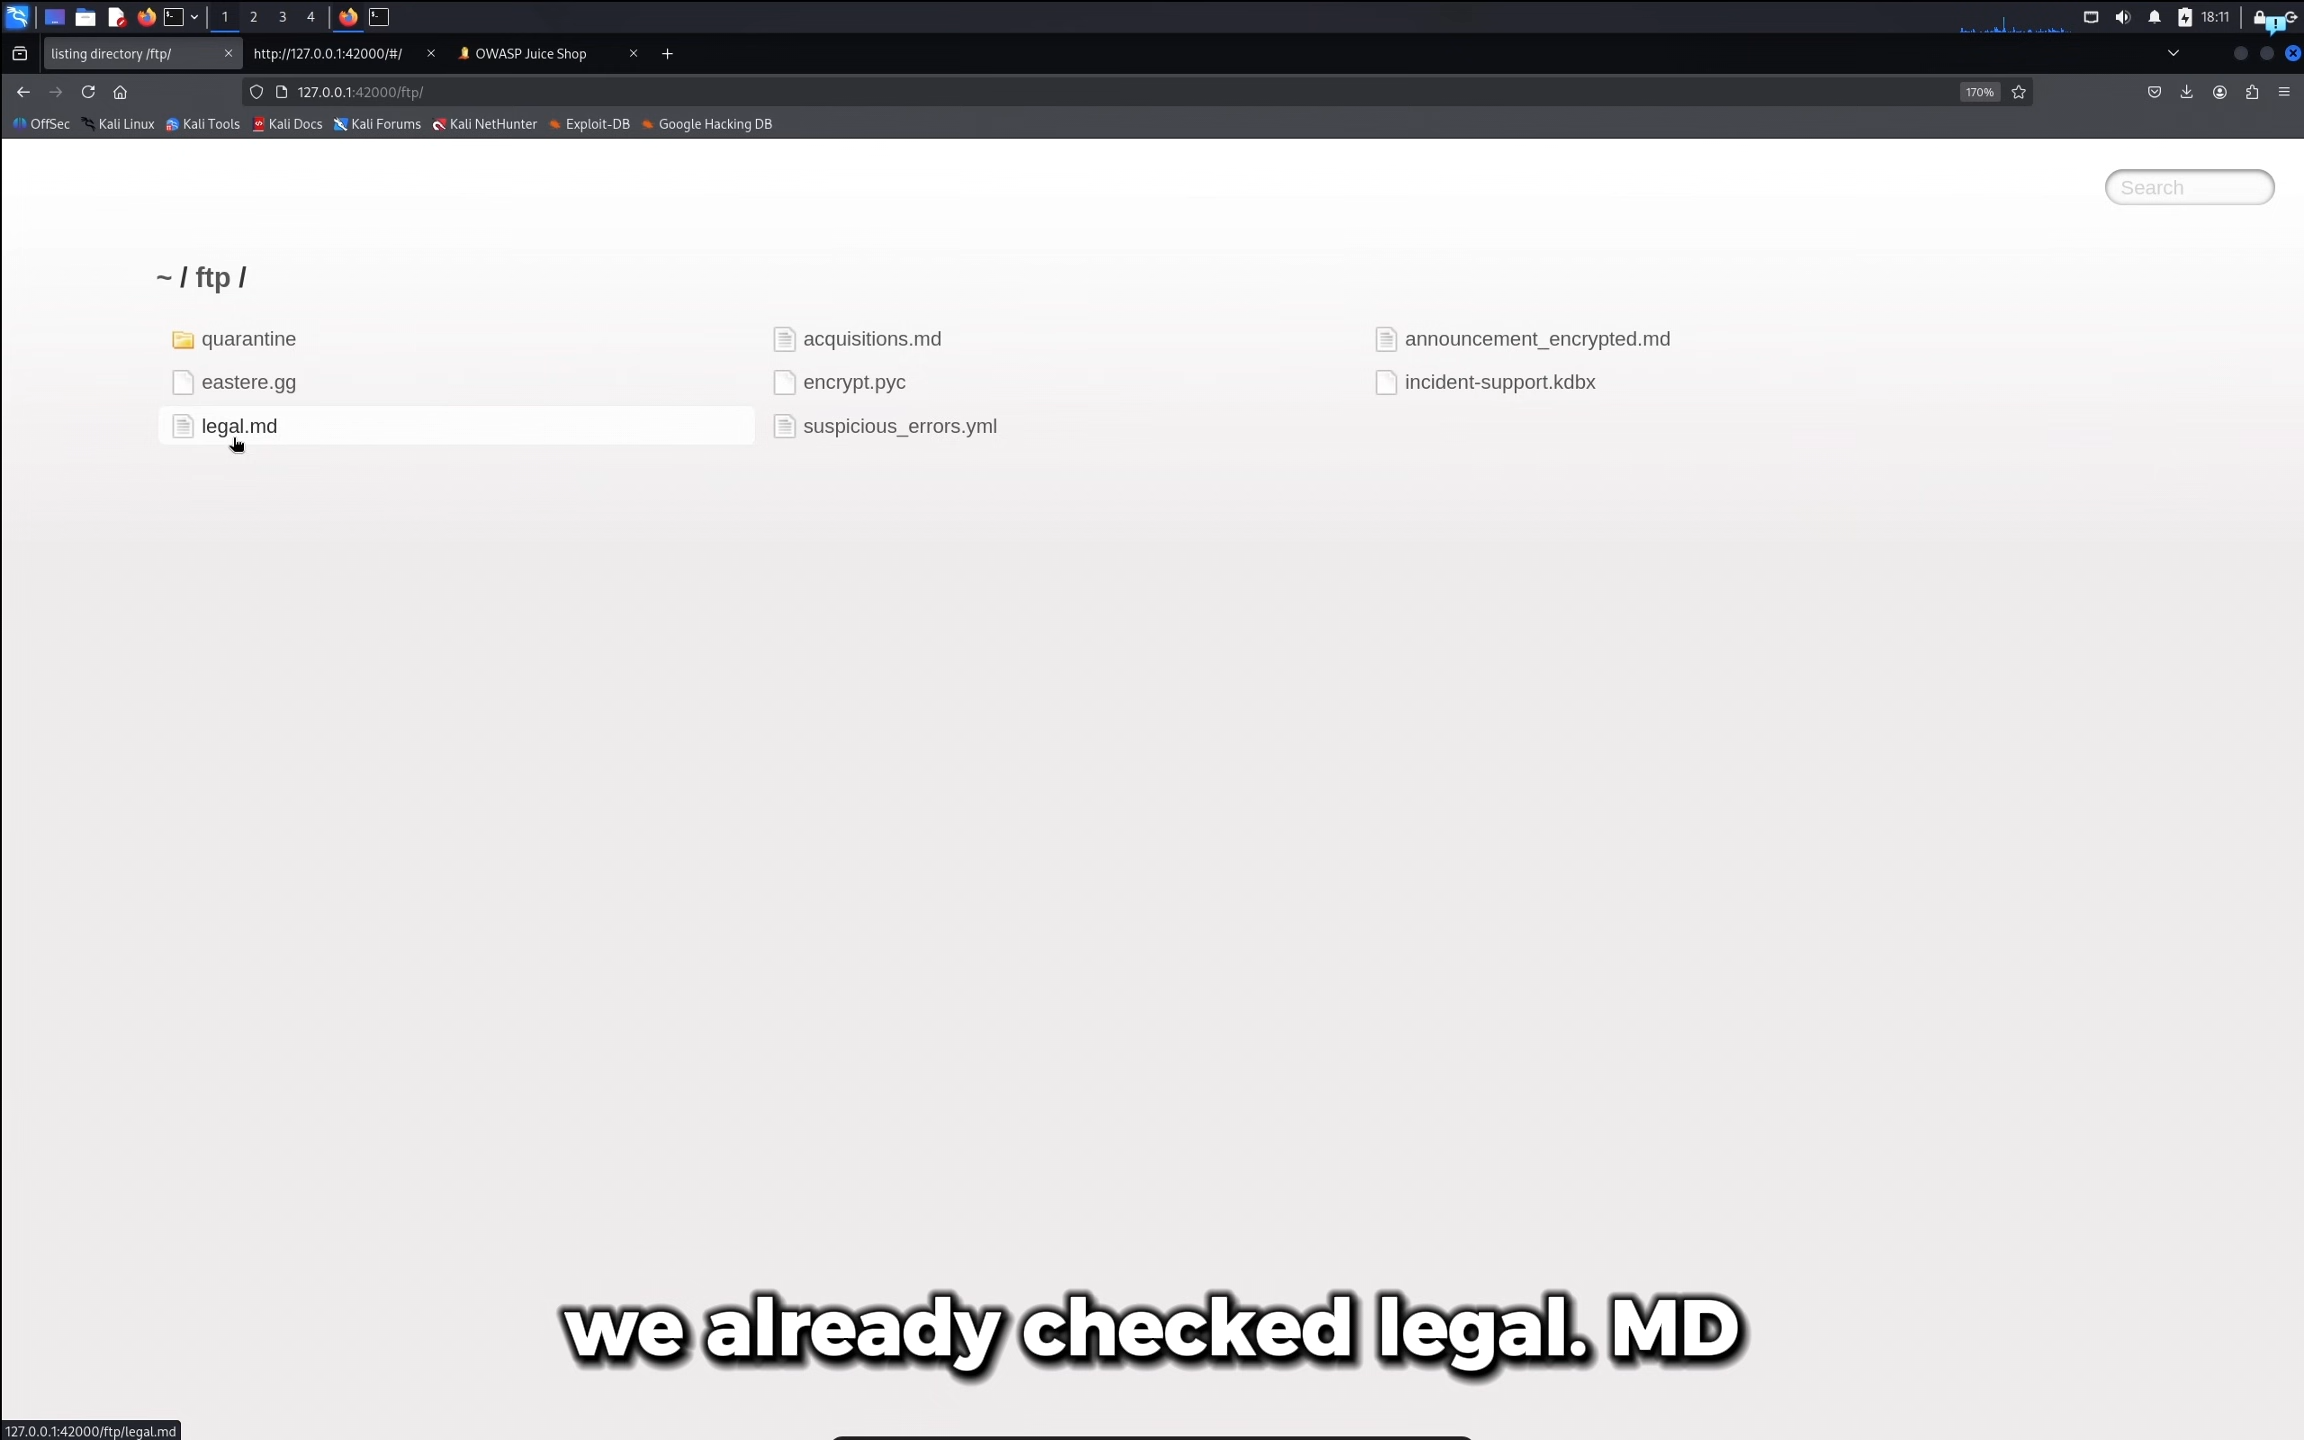 1 2 3 4 18:11
listing directory /ftp/ http://127.0.0.1:42000/#/ OWASP Juice Shop
127.0.0.1:42000/ftp/ 170%
OffSec Kali Linux Kali Tools Kali Docs Kali Forums Kali NetHunter Exploit-DB Google Hacking DB
Search
~ / ftp /
quarantine acquisitions.md announcement_encrypted.md
eastere.gg encrypt.pyc incident-support.kdbx
legal.md suspicious_errors.yml
we already checked legal. MD
127.0.0.1:42000/ftp/legal.md